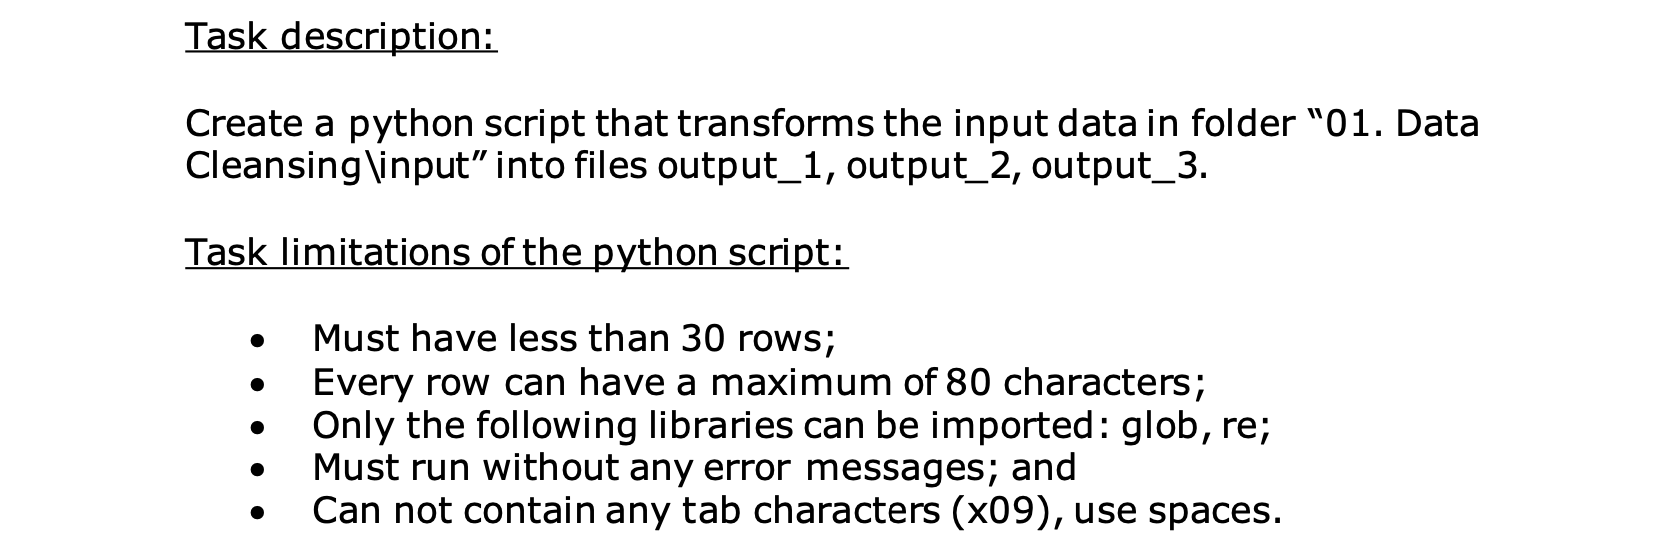 Task description:
Create a python script that transforms the input data in folder “01. Data
Cleansing\input” into files output_1, output_2, output_3.
Task limitations of the python script:
• Must have less than 30 rows;
• Every row can have a maximum of 80 characters;
• Only the following libraries can be imported: glob, re;
• Must run without any error messages; and
• Can not contain any tab characters (x09), use spaces.